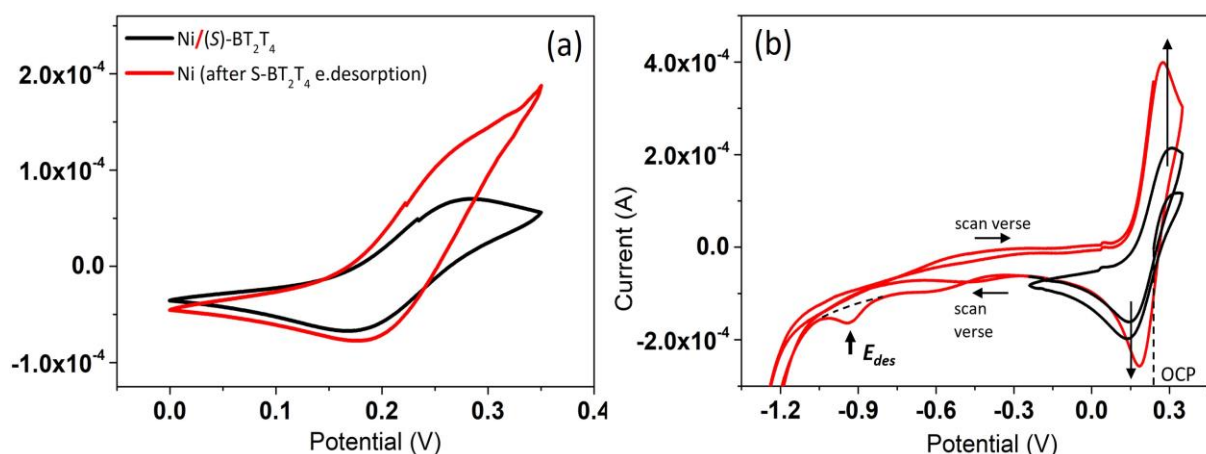 (a)
Ni/(S)-BT₂T₄
Ni (after S-BT₂T₄ e.desorption)
2.0x10⁻⁴
1.0x10⁻⁴
0.0
-1.0x10⁻⁴
0.0 0.1 0.2 0.3 0.4
Potential (V)
(b)
4.0x10⁻⁴
2.0x10⁻⁴
0.0
-2.0x10⁻⁴
Current (A)
scan verse
scan
verse
E_des
OCP
-1.2 -0.9 -0.6 -0.3 0.0 0.3
Potential (V)